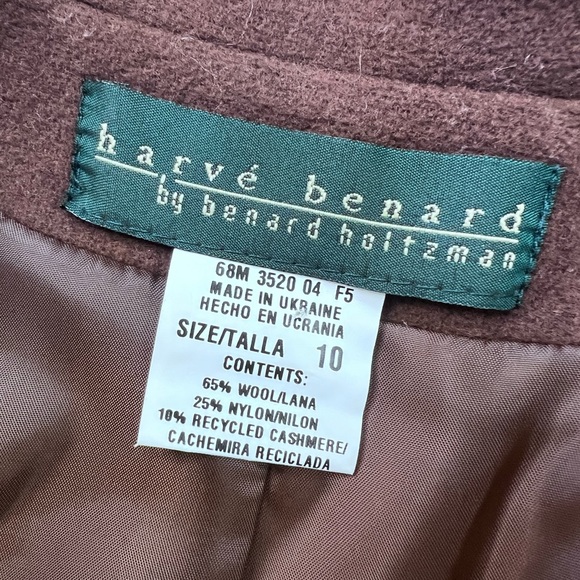 harvé benard
by benard holtzman
68M 3520 04 F5
MADE IN UKRAINE
HECHO EN UCRANIA
SIZE/TALLA 10
CONTENTS:
65% WOOL/LANA
25% NYLON/NILON
10% RECYCLED CASHMERE/
CACHEMIRA RECICLADA